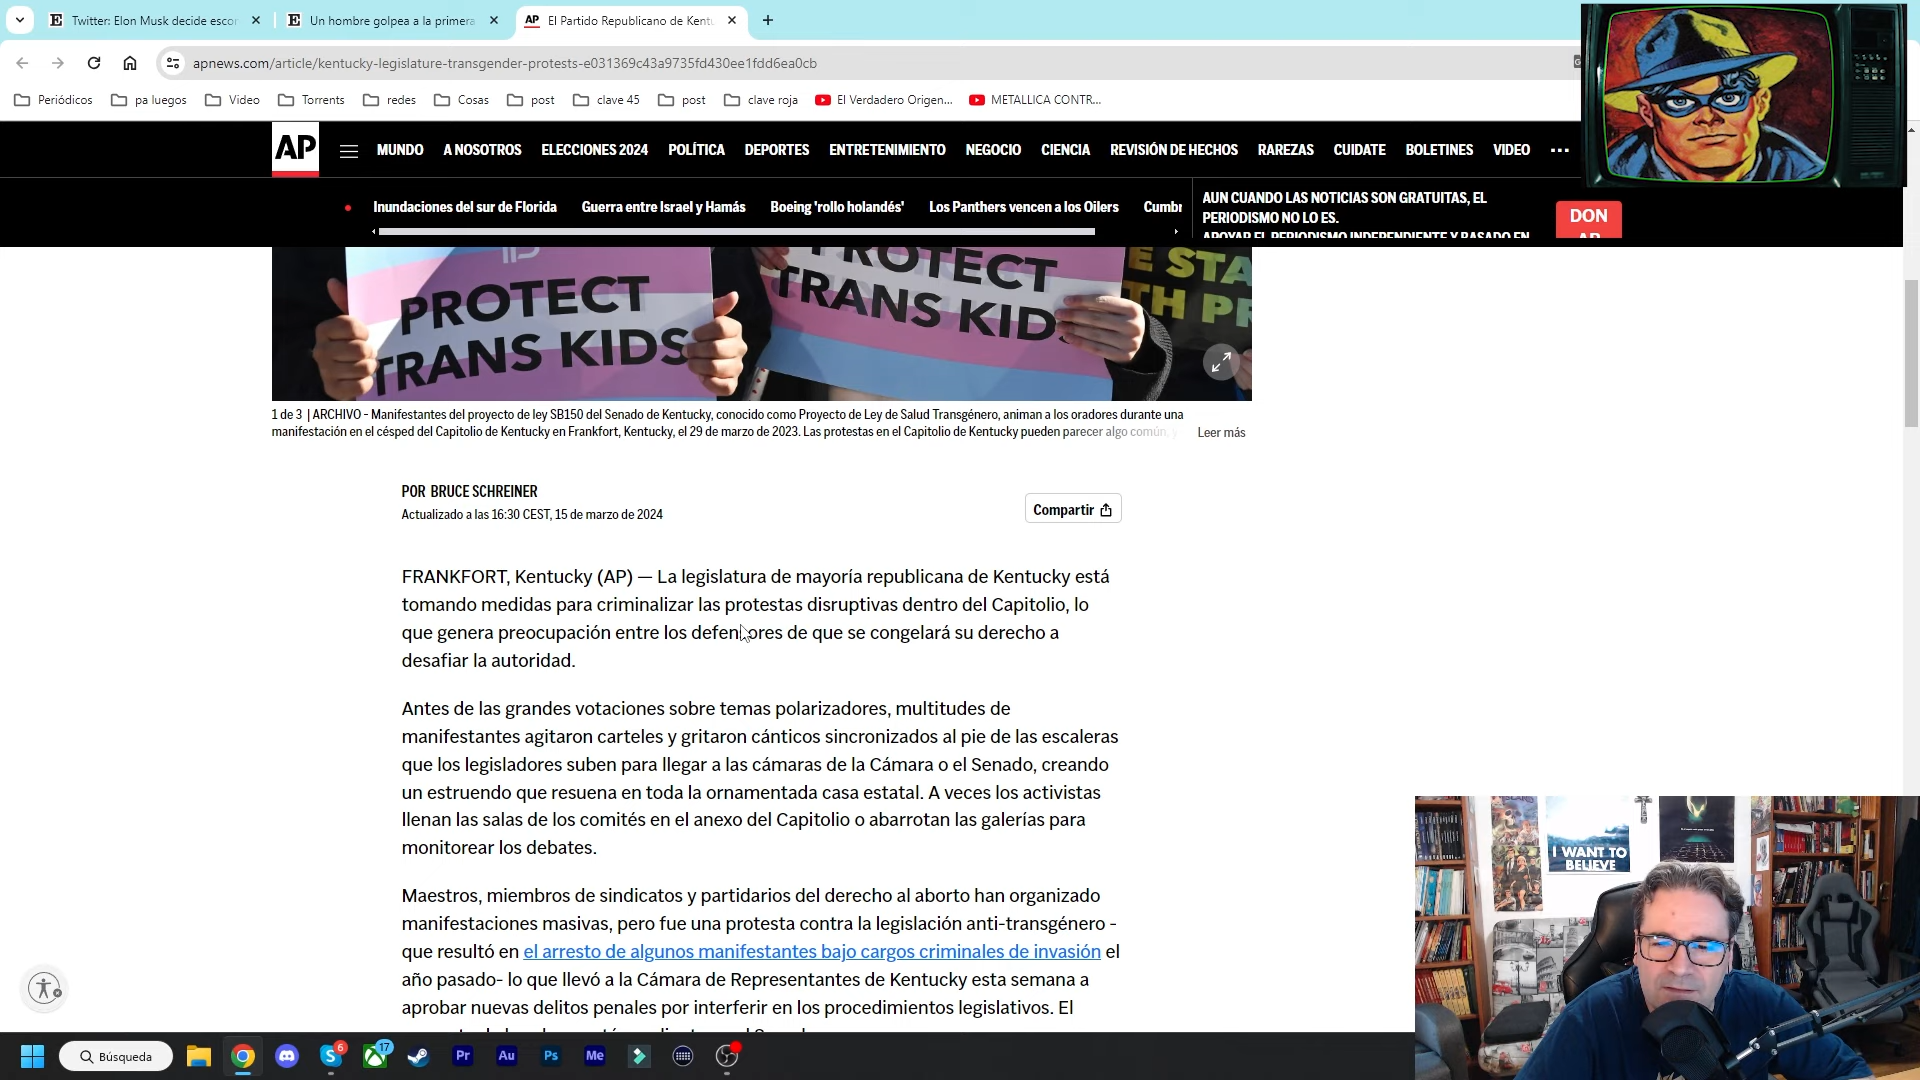 Twitter: Elon Musk decide escor
Un hombre golpea a la primera
AP El Partido Republicano de Kentu
apnews.com/article/kentucky-legislature-transgender-protests-e031369c43a9735fd430ee1fdd6ea0cb
Periódicos
pa luegos
Video
Torrents
redes
Cosas
post
clave 45
post
clave roja
El Verdadero Origen...
METALLICA CONTR...
AP
MUNDO
A NOSOTROS
ELECCIONES 2024
POLÍTICA
DEPORTES
ENTRETENIMIENTO
NEGOCIO
CIENCIA
REVISIÓN DE HECHOS
RAREZAS
CUIDATE
BOLETINES
VIDEO
Inundaciones del sur de Florida
Guerra entre Israel y Hamás
Boeing 'rollo holandés'
Los Panthers vencen a los Oilers
Cumbr
AUN CUANDO LAS NOTICIAS SON GRATUITAS, EL
PERIODISMO NO LO ES.
APOYAR EL PERIODISMO INDEPENDIENTE Y BASADO EN
DON
PROTECT
TRANS KIDS
PROTECT
TRANS KIDS
1 de 3 | ARCHIVO - Manifestantes del proyecto de ley SB150 del Senado de Kentucky, conocido como Proyecto de Ley de Salud Transgénero, animan a los oradores durante una
manifestación en el césped del Capitolio de Kentucky en Frankfort, Kentucky, el 29 de marzo de 2023. Las protestas en el Capitolio de Kentucky pueden parecer algo común,
Leer más
POR BRUCE SCHREINER
Actualizado a las 16:30 CEST, 15 de marzo de 2024
Compartir
FRANKFORT, Kentucky (AP) — La legislatura de mayoría republicana de Kentucky está
tomando medidas para criminalizar las protestas disruptivas dentro del Capitolio, lo
que genera preocupación entre los defensores de que se congelará su derecho a
desafiar la autoridad.
Antes de las grandes votaciones sobre temas polarizadores, multitudes de
manifestantes agitaron carteles y gritaron cánticos sincronizados al pie de las escaleras
que los legisladores suben para llegar a las cámaras de la Cámara o el Senado, creando
un estruendo que resuena en toda la ornamentada casa estatal. A veces los activistas
llenan las salas de los comités en el anexo del Capitolio o abarrotan las galerías para
monitorear los debates.
Maestros, miembros de sindicatos y partidarios del derecho al aborto han organizado
manifestaciones masivas, pero fue una protesta contra la legislación anti-transgénero -
que resultó en el arresto de algunos manifestantes bajo cargos criminales de invasión el
año pasado- lo que llevó a la Cámara de Representantes de Kentucky esta semana a
aprobar nuevas delitos penales por interferir en los procedimientos legislativos. El
I WANT TO
BELIEVE
Búsqueda
6
17
Pr
Au
Ps
Me